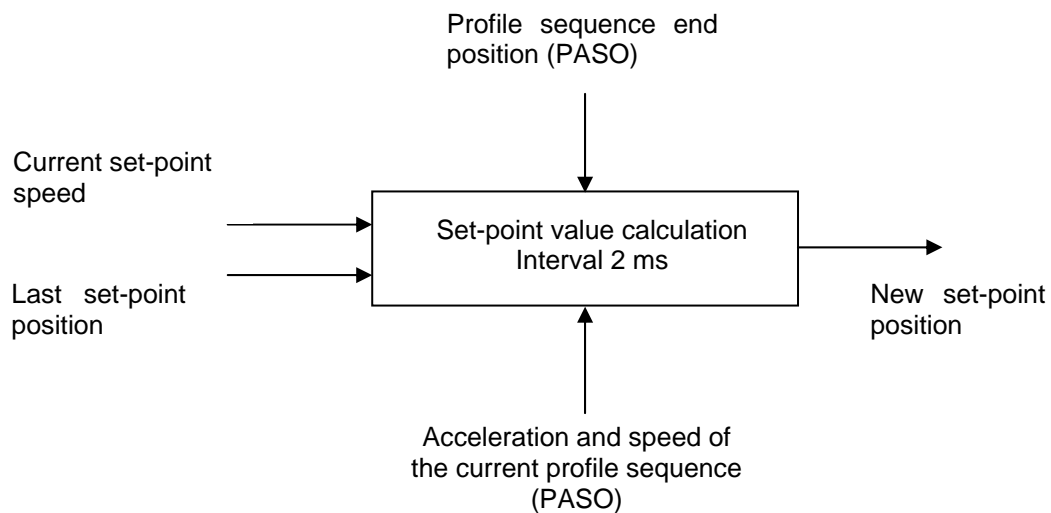 Profile sequence end
position (PASO)
Current set-point
speed
Set-point value calculation
Interval 2 ms
Last set-point
position
New set-point
position
Acceleration and speed of
the current profile sequence
(PASO)